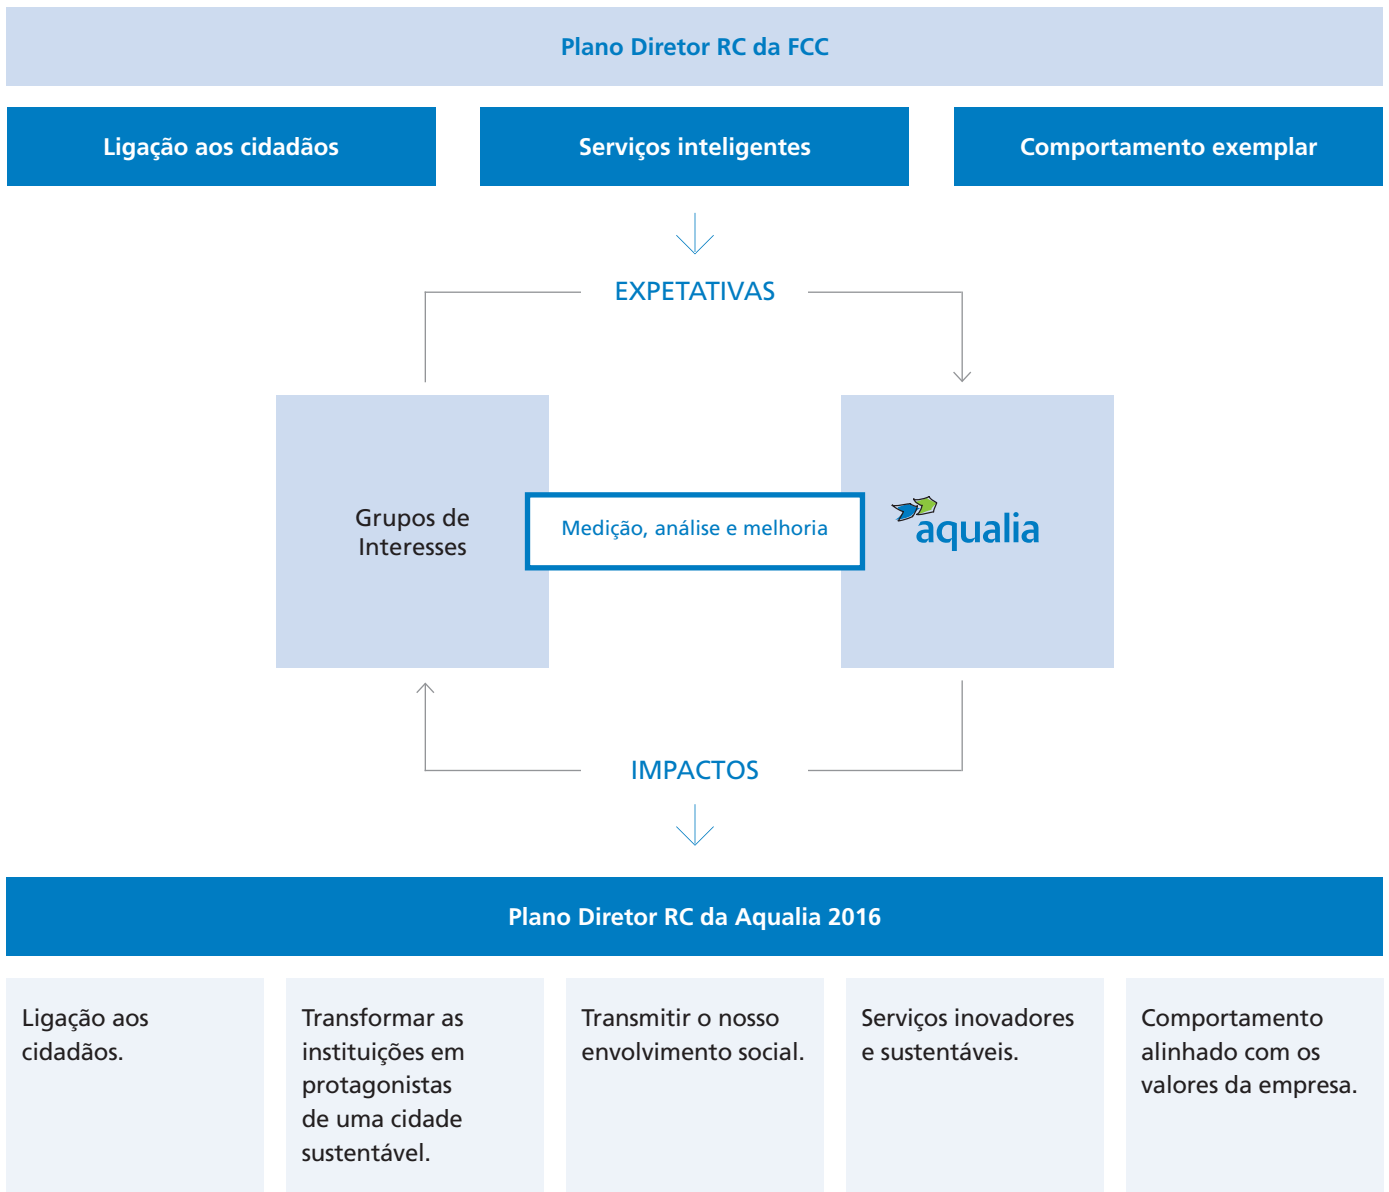 Plano Diretor RC da FCC
Ligação aos cidadãos
Serviços inteligentes
Comportamento exemplar
EXPETATIVAS
Grupos de
Interesses
Medição, análise e melhoria
aqualia
IMPACTOS
Plano Diretor RC da Aqualia 2016
Ligação aos
cidadãos.
Transformar as
instituições em
protagonistas
de uma cidade
sustentável.
Transmitir o nosso
envolvimento social.
Serviços inovadores
e sustentáveis.
Comportamento
alinhado com os
valores da empresa.